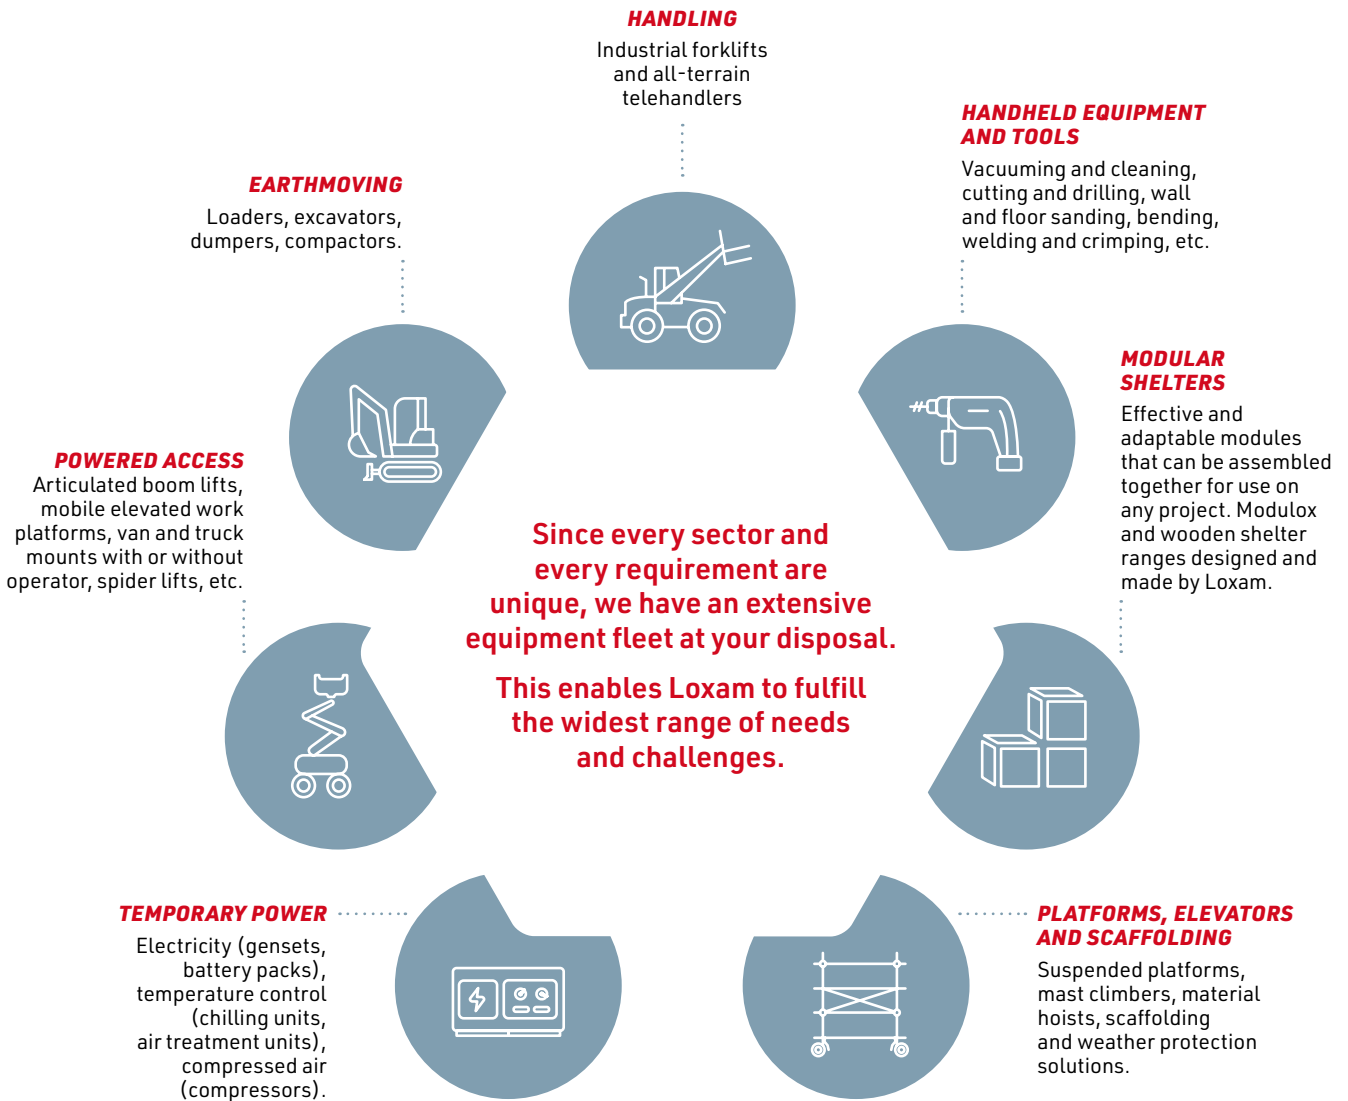 HANDLING
Industrial forklifts
and all-terrain
telehandlers
HANDHELD EQUIPMENT
AND TOOLS
Vacuuming and cleaning,
cutting and drilling, wall
and floor sanding, bending,
welding and crimping, etc.
EARTHMOVING
Loaders, excavators,
dumpers, compactors.
MODULAR
SHELTERS
Effective and
adaptable modules
that can be assembled
together for use on
any project. Modulox
and wooden shelter
ranges designed and
made by Loxam.
POWERED ACCESS
Articulated boom lifts,
mobile elevated work
platforms, van and truck
mounts with or without
operator, spider lifts, etc.
Since every sector and
every requirement are
unique, we have an extensive
equipment fleet at your disposal.
This enables Loxam to fulfill
the widest range of needs
and challenges.
TEMPORARY POWER
Electricity (gensets,
battery packs),
temperature control
(chilling units,
air treatment units),
compressed air
(compressors).
PLATFORMS, ELEVATORS
AND SCAFFOLDING
Suspended platforms,
mast climbers, material
hoists, scaffolding
and weather protection
solutions.